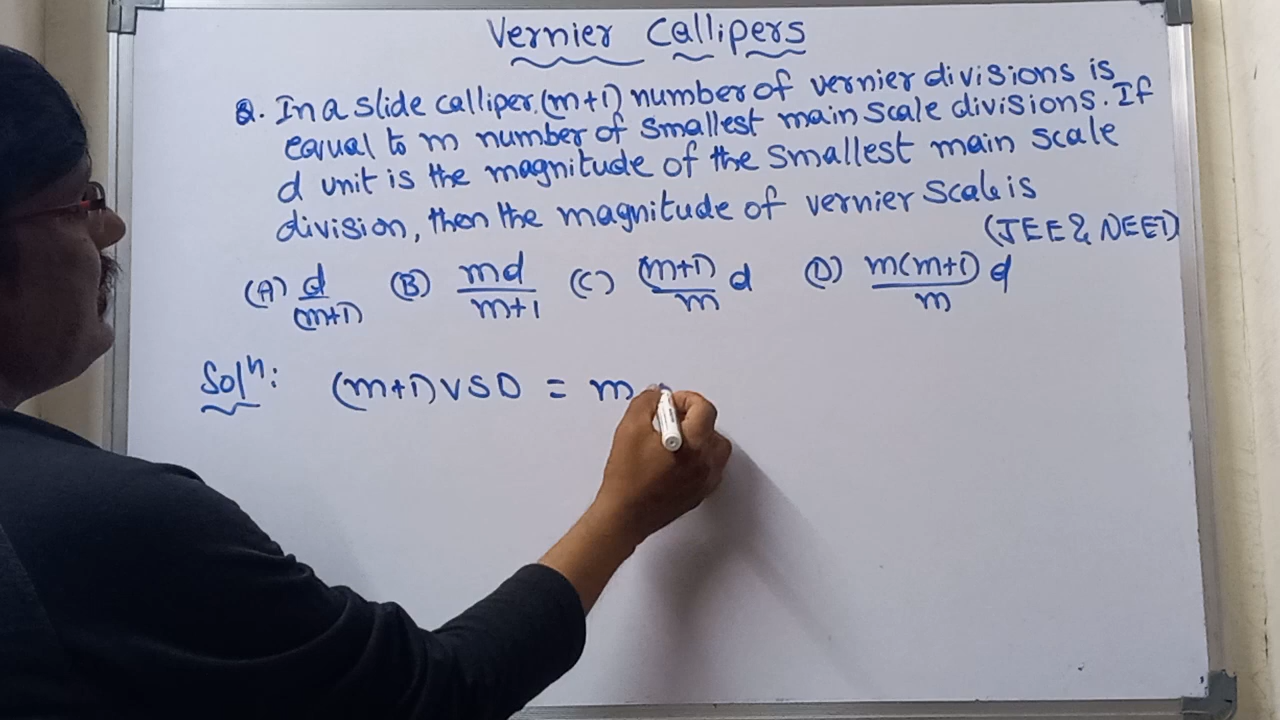 Vernier Callipers
Q. In a slide calliper, (m+1) number of vernier divisions is
equal to m number of smallest main scale divisions. If
d unit is the magnitude of the smallest main scale
division, then the magnitude of vernier scale is
(JEE & NEET)
(A) d/(m+1) (B) md/m+1 (C) (m+1)/m d (D) m(m+1)/m d
Solⁿ: (m+1) VSD = m